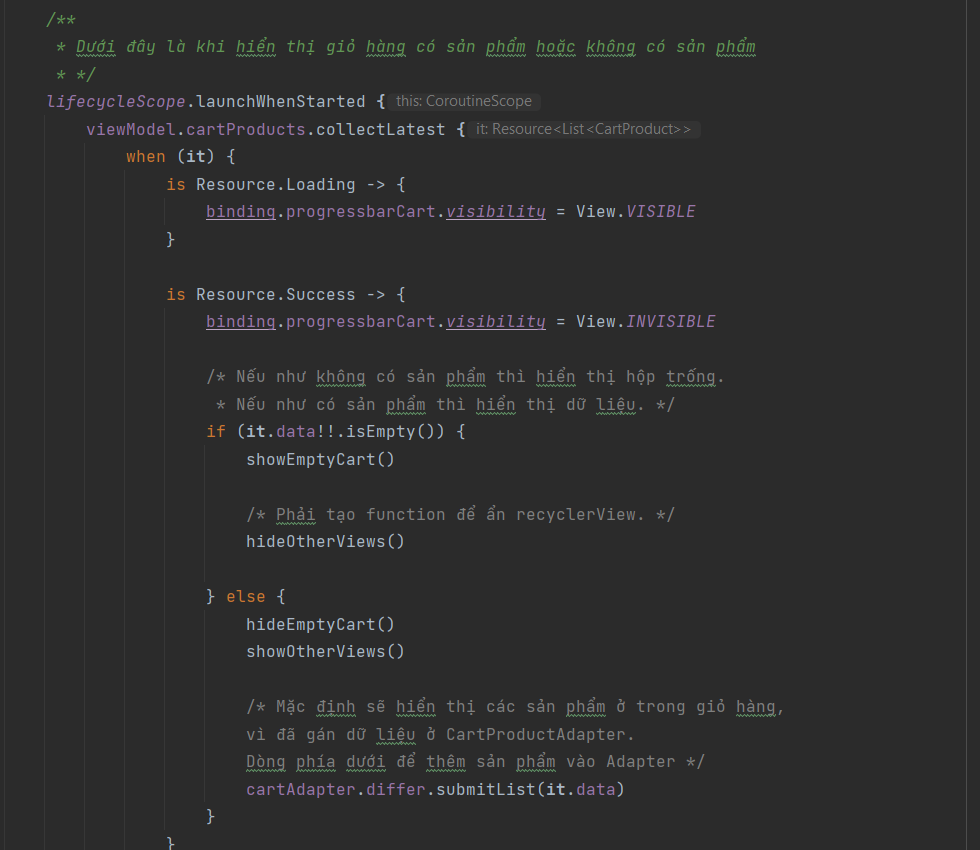 /**
 * Dưới đây là khi hiển thị giỏ hàng có sản phẩm hoặc không có sản phẩm
 * */
lifecycleScope.launchWhenStarted { this: CoroutineScope
    viewModel.cartProducts.collectLatest { it: Resource<List<CartProduct>>
        when (it) {
            is Resource.Loading -> {
                binding.progressbarCart.visibility = View.VISIBLE
            }

            is Resource.Success -> {
                binding.progressbarCart.visibility = View.INVISIBLE

                /* Nếu như không có sản phẩm thì hiển thị hộp trống.
                 * Nếu như có sản phẩm thì hiển thị dữ liệu. */
                if (it.data!!.isEmpty()) {
                    showEmptyCart()

                    /* Phải tạo function để ẩn recyclerView. */
                    hideOtherViews()

                } else {
                    hideEmptyCart()
                    showOtherViews()

                    /* Mặc định sẽ hiển thị các sản phẩm ở trong giỏ hàng,
                    vì đã gán dữ liệu ở CartProductAdapter.
                    Dòng phía dưới để thêm sản phẩm vào Adapter */
                    cartAdapter.differ.submitList(it.data)
                }
            }